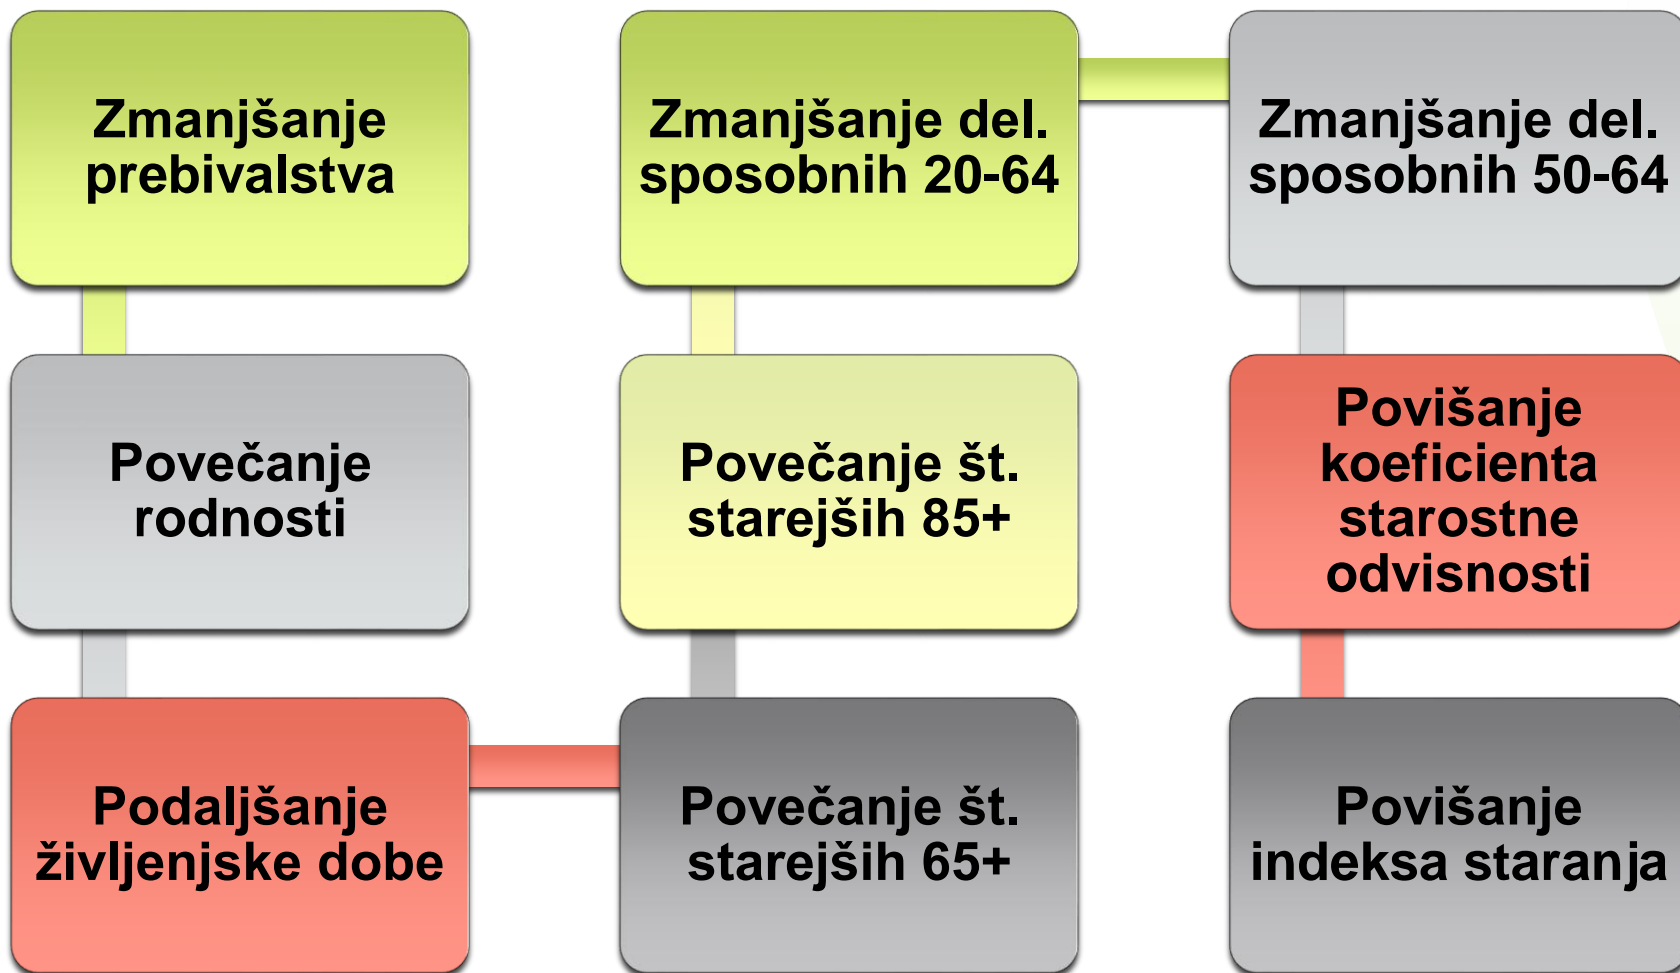 Zmanjšanje
prebivalstva
Povečanje
rodnosti
Podaljšanje
življenjske dobe
Povečanje št.
starejših 65+
Povečanje št.
starejših 85+
Zmanjšanje del.
sposobnih 20-64
Zmanjšanje del.
sposobnih 50-64
Povišanje
koeficienta
starostne
odvisnosti
Povišanje
indeksa staranja